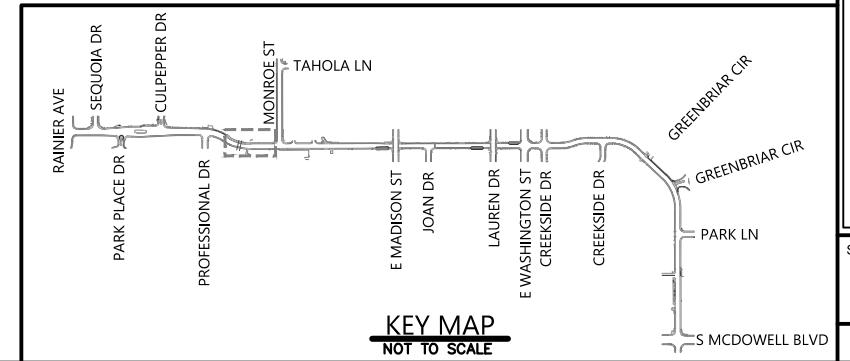 RAINIER AVE
SEQUOIA DR
CULPEPPER DR
MONROE ST
TAHOLA LN
GREENBRIAR CIR
GREENBRIAR CIR
PARK PLACE DR
PROFESSIONAL DR
E MADISON ST
JOAN DR
LAUREN DR
E WASHINGTON ST
CREEKSIDE DR
CREEKSIDE DR
PARK LN
S MCDOWELL BLVD
KEY MAP
NOT TO SCALE